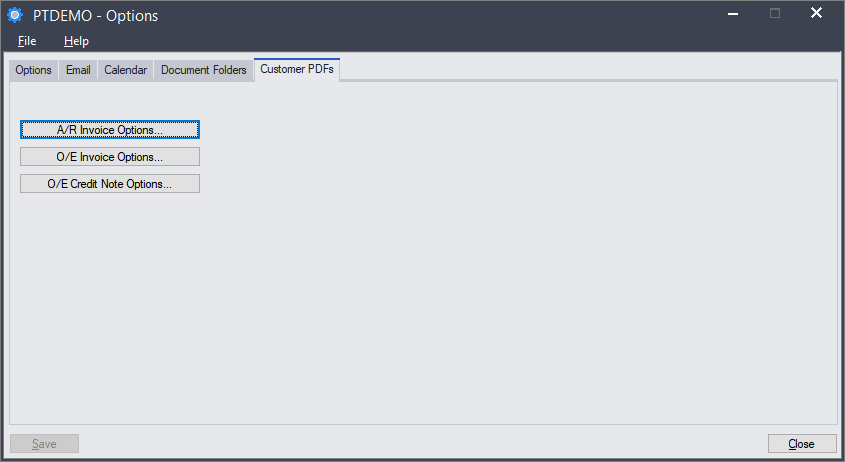 PTDEMO - Options
File Help
Options Email Calendar Document Folders Customer PDFs
A/R Invoice Options...
O/E Invoice Options...
O/E Credit Note Options...
Save Close